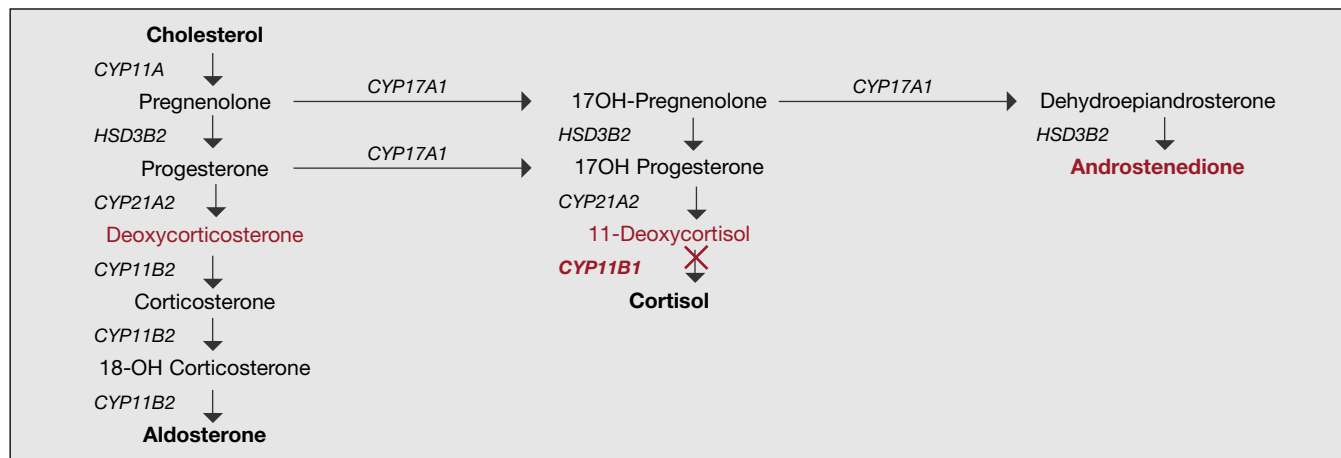 Cholesterol
CYP11A
CYP17A1
CYP17A1
Pregnenolone
17OH-Pregnenolone
Dehydroepiandrosterone
HSD3B2
HSD3B2
HSD3B2
CYP17A1
Progesterone
17OH Progesterone
Androstenedione
CYP21A2
CYP21A2
Deoxycorticosterone
11-Deoxycortisol
CYP11B2
CYP11B1
Corticosterone
Cortisol
CYP11B2
18-OH Corticosterone
CYP11B2
Aldosterone